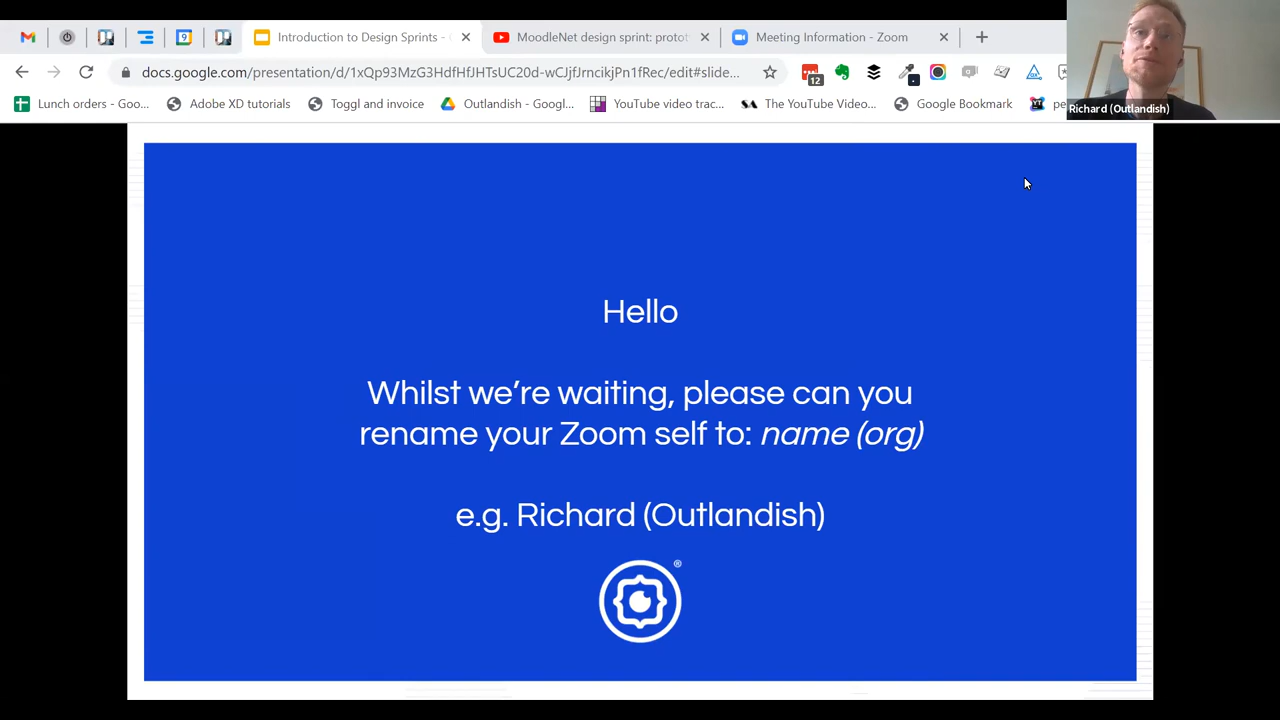 Introduction to Design Sprints -
MoodleNet design sprint: protot
Meeting Information - Zoom
docs.google.com/presentation/d/1xQp93MzG3HdfHfJHTsUC20d-wCJjfJrncikjPn1fRec/edit#slide...
12
Lunch orders - Goo...
Adobe XD tutorials
Toggl and invoice
Outlandish - Googl...
YouTube video trac...
The YouTube Video...
Google Bookmark
pe
Richard (Outlandish)
Hello
Whilst we’re waiting, please can you
rename your Zoom self to: name (org)
e.g. Richard (Outlandish)
®